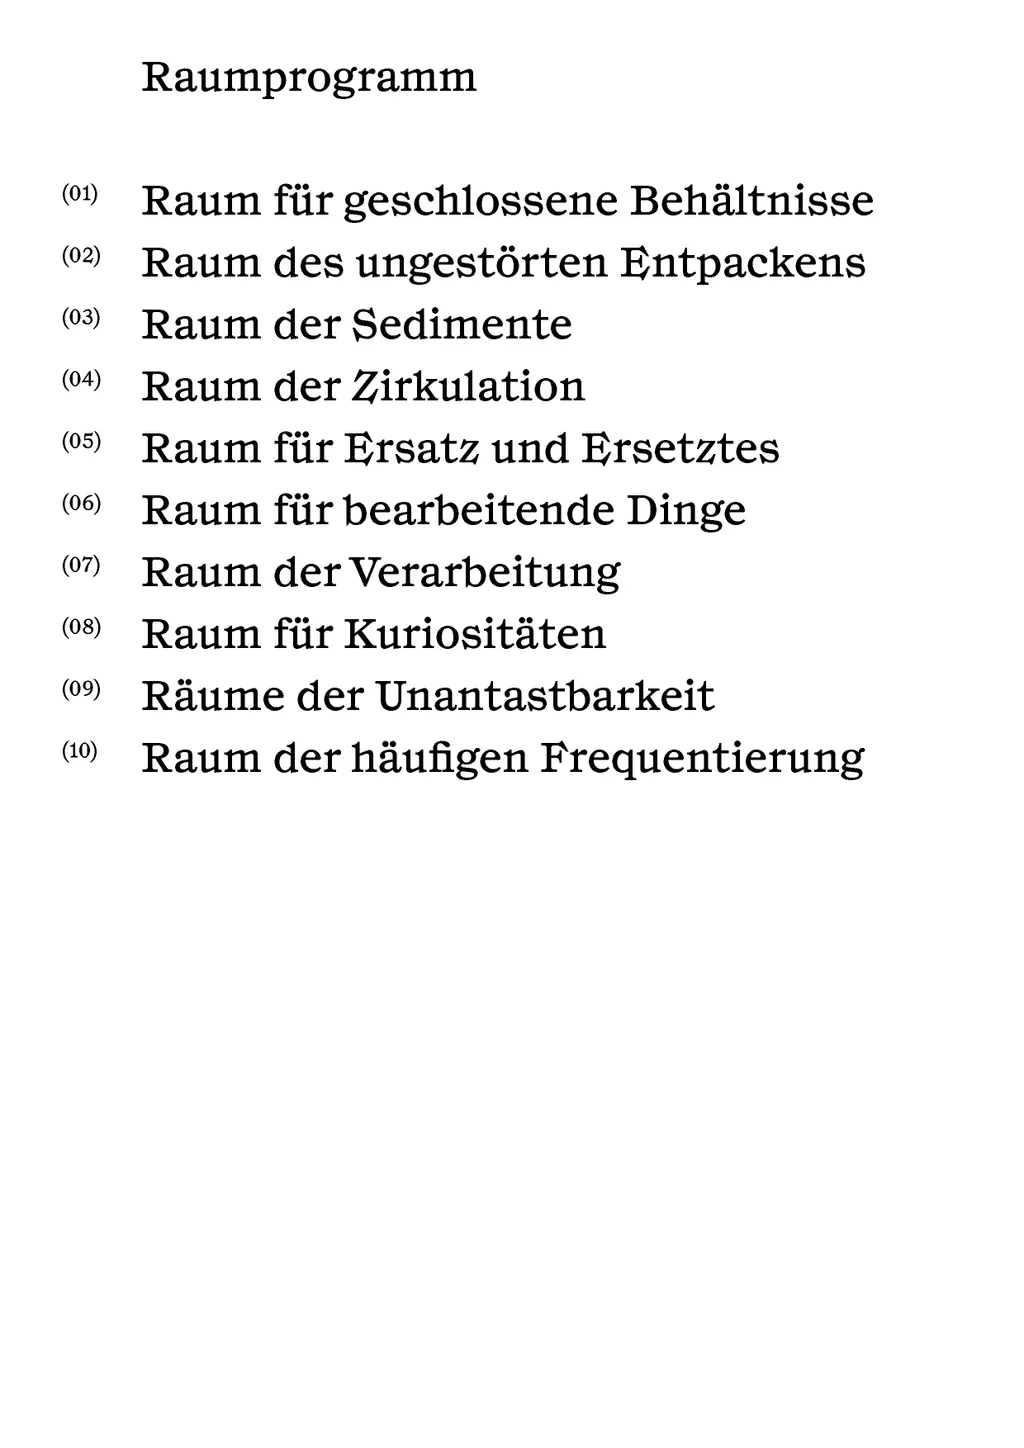 Raumprogramm
(01) Raum für geschlossene Behältnisse
(02) Raum des ungestörten Entpackens
(03) Raum der Sedimente
(04) Raum der Zirkulation
(05) Raum für Ersatz und Ersetztes
(06) Raum für bearbeitende Dinge
(07) Raum der Verarbeitung
(08) Raum für Kuriositäten
(09) Räume der Unantastbarkeit
(10) Raum der häufigen Frequentierung